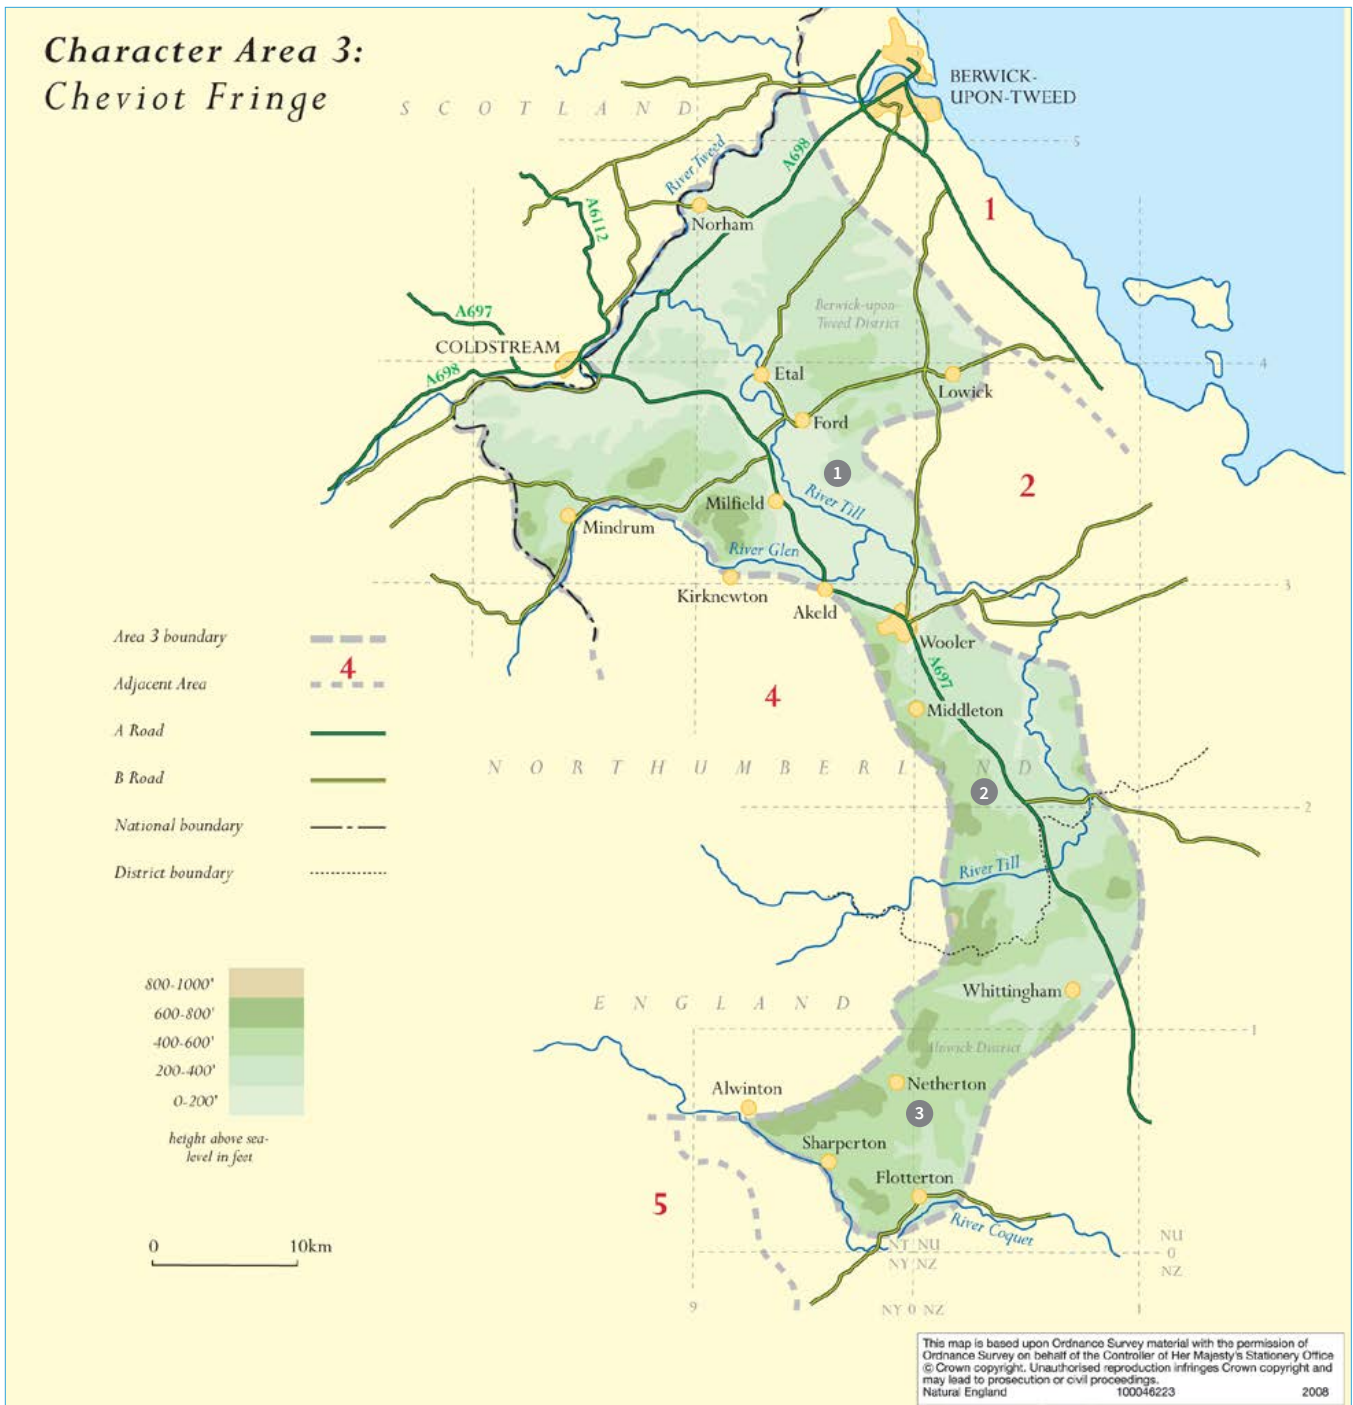 Character Area 3:
Cheviot Fringe
SCOTLAND
BERWICK-
UPON-TWEED
5
River Tweed
A698
1
A6112
Norham
A697
Berwick-upon-
Tweed District
COLDSTREAM
A698
Etal
4
Lowick
Ford
1
2
Milfield
River Till
Mindrum
River Glen
3
Kirknewton
Akeld
Area 3 boundary
Wooler
4
A697
Adjacent Area
4
Middleton
A Road
NORTHUMBERLAND
B Road
2
2
National boundary
River Till
District boundary
800-1000'
Whittingham
ENGLAND
600-800'
1
400-600'
Alnwick District
200-400'
Netherton
Alwinton
0-200'
3
height above sea-
level in feet
Sharperton
Flotterton
5
River Coquet
NT NU
NU
0 10km
0
NY NZ
NZ
9
NY 0 NZ
1
This map is based upon Ordnance Survey material with the permission of
Ordnance Survey on behalf of the Controller of Her Majesty's Stationery Office
© Crown copyright. Unauthorised reproduction infringes Crown copyright and
may lead to prosecution or civil proceedings.
Natural England 100046223 2008